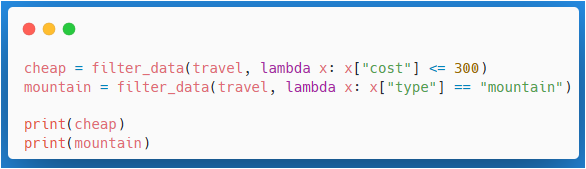 cheap = filter_data(travel, lambda x: x["cost"] <= 300)
mountain = filter_data(travel, lambda x: x["type"] == "mountain")
print(cheap)
print(mountain)